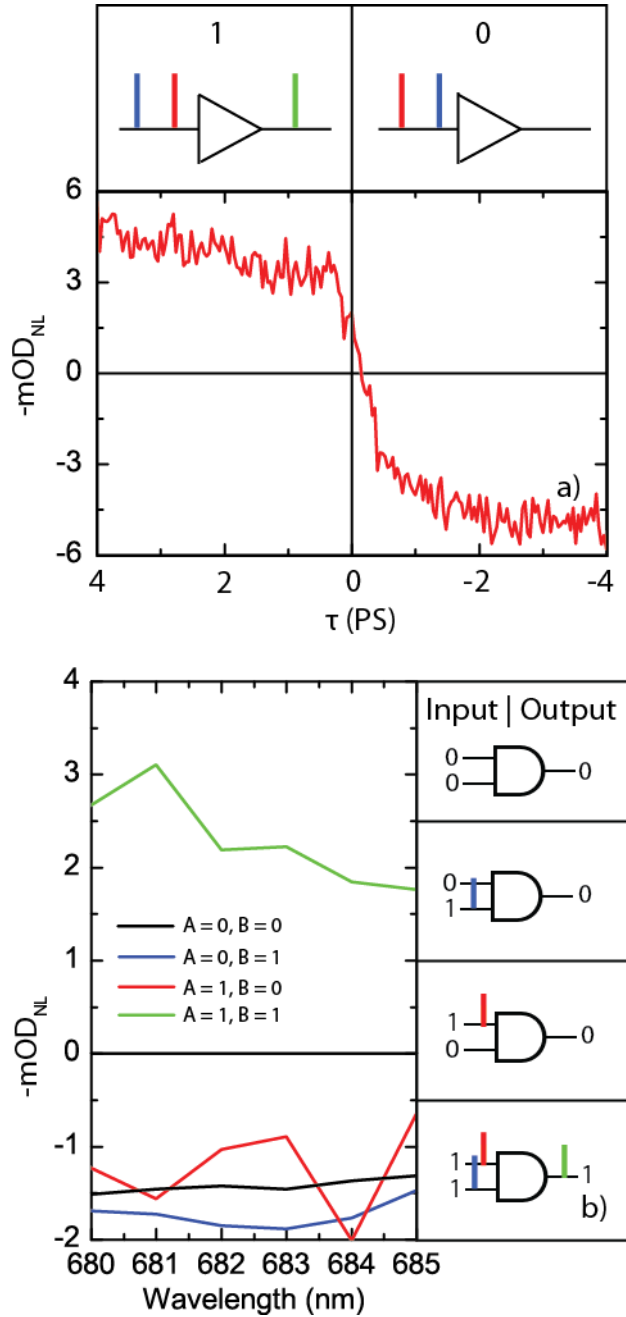 1 0
6
3
0
-3
-6
-mOD_NL
a)
4 2 0 -2 -4
τ (PS)
4
3
2
1
0
-1
-2
-mOD_NL
A = 0, B = 0
A = 0, B = 1
A = 1, B = 0
A = 1, B = 1
680 681 682 683 684 685
Wavelength (nm)
Input | Output
0
0
0
0
0
1
1
0
0
1
1
1
b)